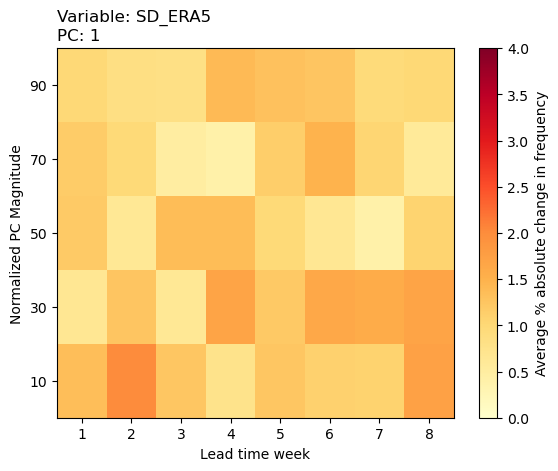 Variable: SD_ERA5
PC: 1
90
70
50
30
10
Normalized PC Magnitude
1 2 3 4 5 6 7 8
Lead time week
4.0
3.5
3.0
2.5
2.0
1.5
1.0
0.5
0.0
Average % absolute change in frequency